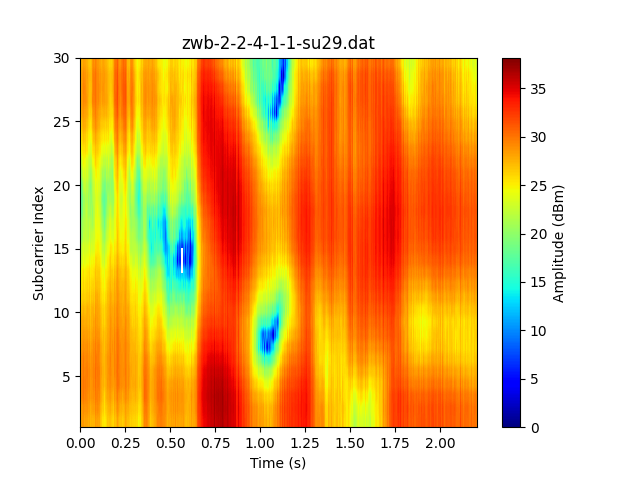 zwb-2-2-4-1-1-su29.dat
30
25
20
15
10
5
Subcarrier Index
0.00 0.25 0.50 0.75 1.00 1.25 1.50 1.75 2.00
Time (s)
35
30
25
20
15
10
5
0
Amplitude (dBm)